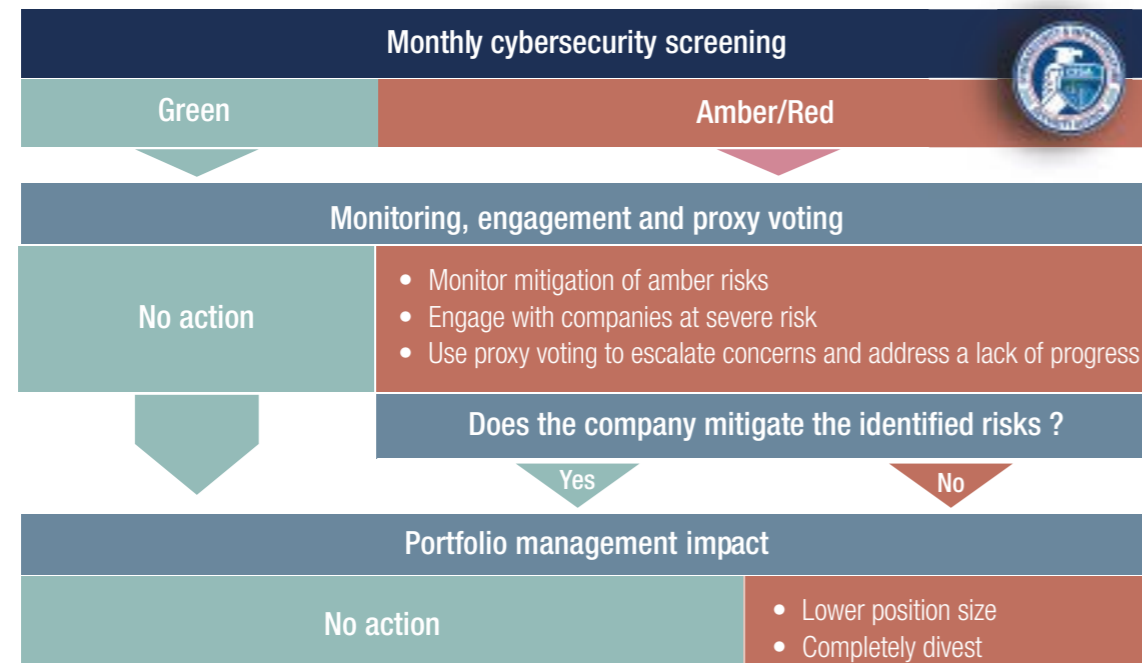 Monthly cybersecurity screening
Green
Amber/Red
CISA
Monitoring, engagement and proxy voting
No action
• Monitor mitigation of amber risks
• Engage with companies at severe risk
• Use proxy voting to escalate concerns and address a lack of progress
Does the company mitigate the identified risks ?
Yes
No
Portfolio management impact
No action
• Lower position size
• Completely divest